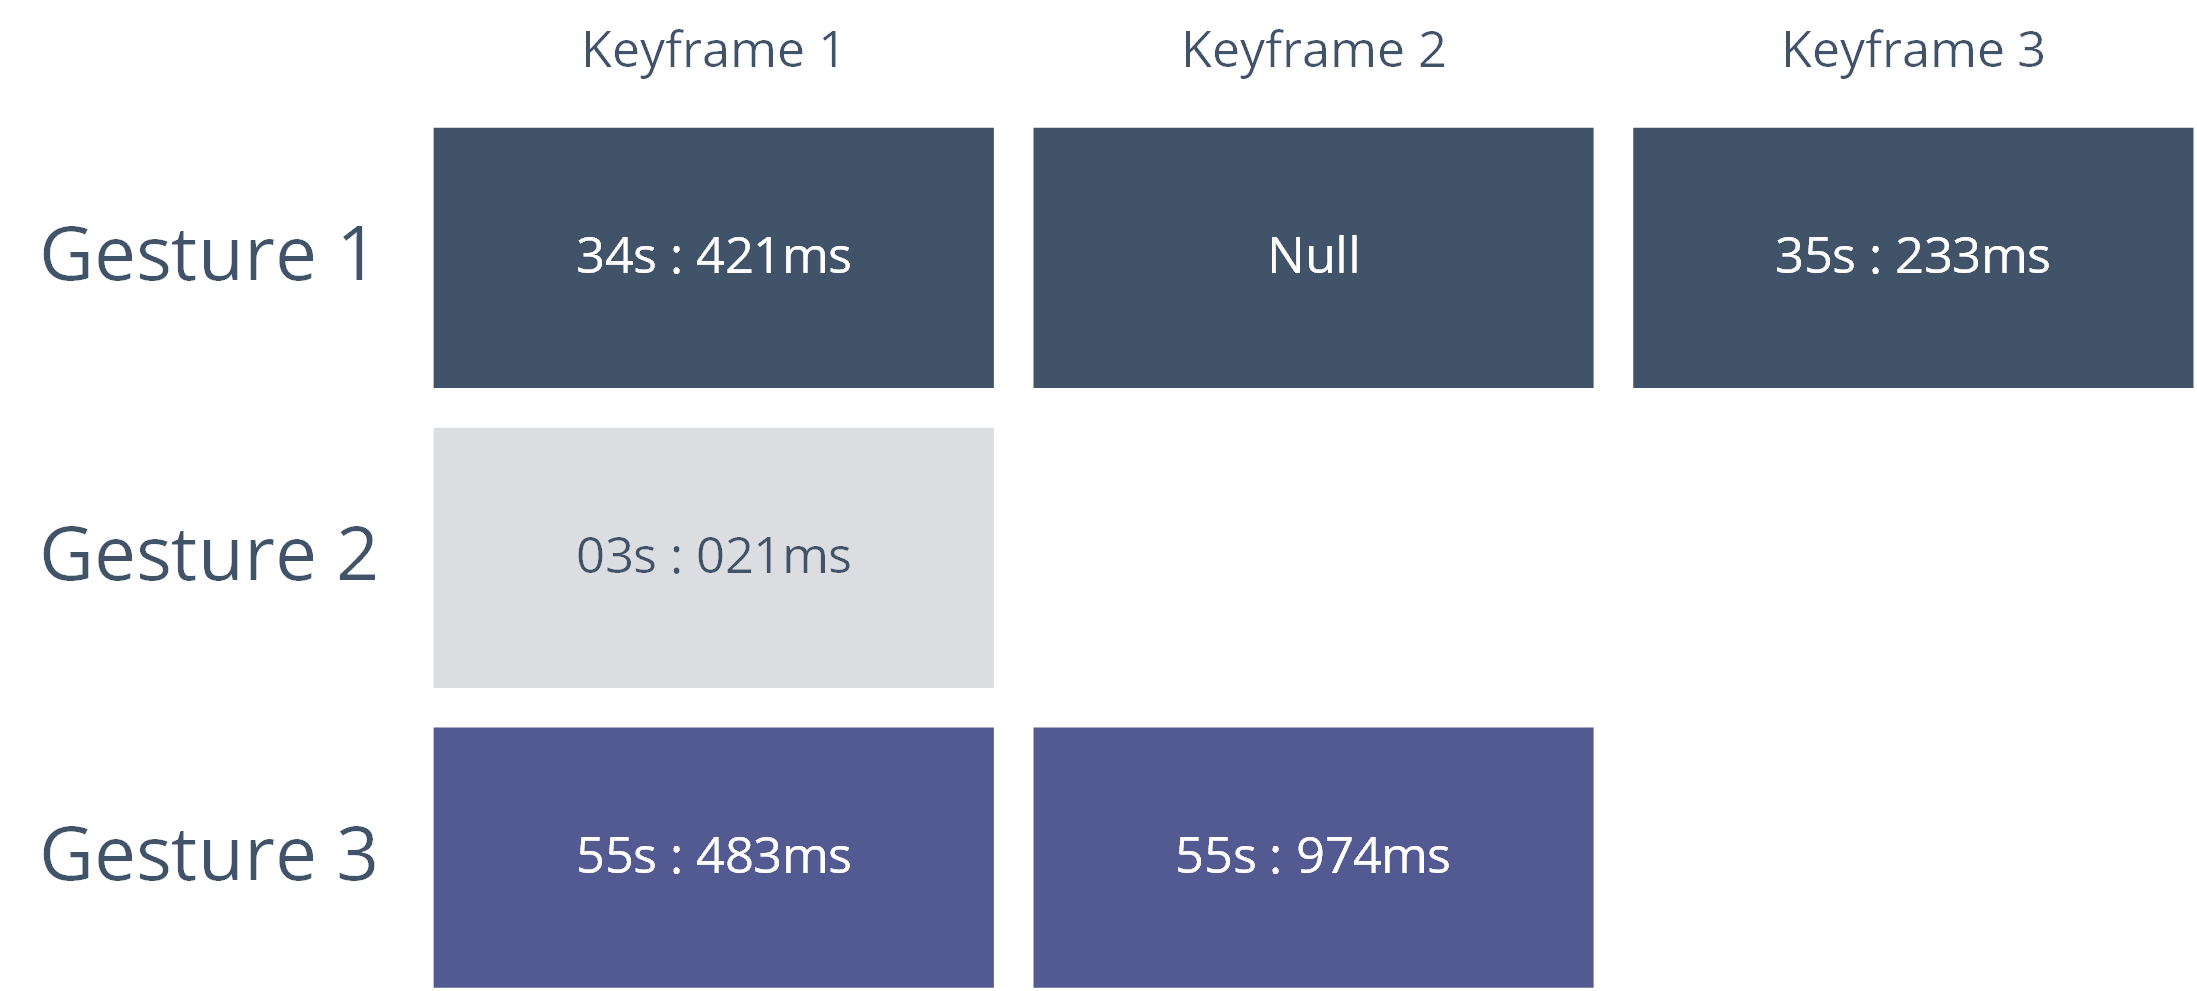 Keyframe 1 Keyframe 2 Keyframe 3
Gesture 1 34s : 421ms Null 35s : 233ms
Gesture 2 03s : 021ms
Gesture 3 55s : 483ms 55s : 974ms